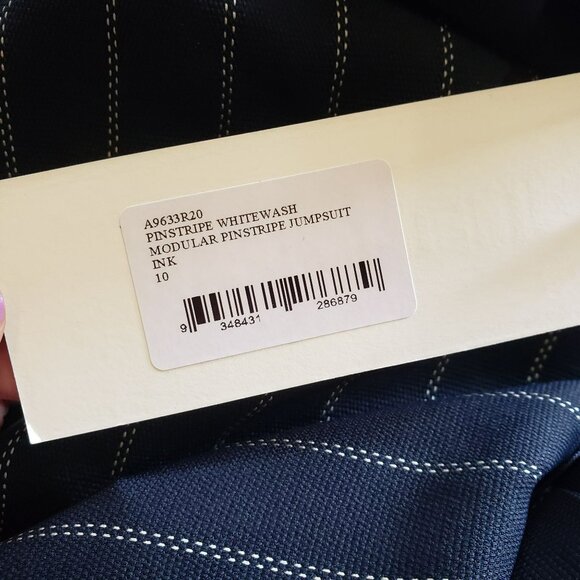 A9633R20
PINSTRIPE WHITEWASH
MODULAR PINSTRIPE JUMPSUIT
INK
10
9 348431 286879